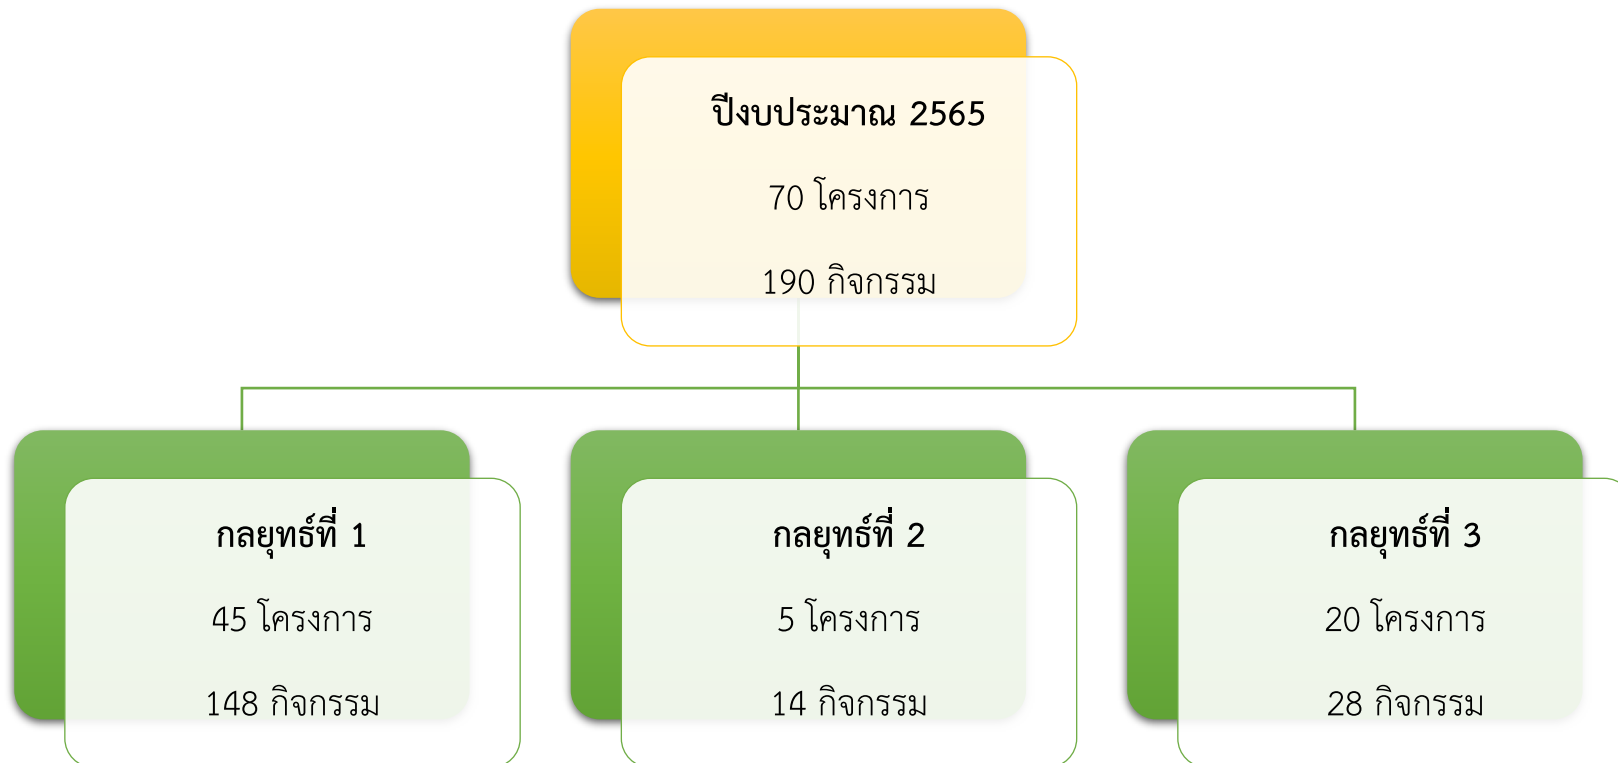 ปีงบประมาณ 2565
70 โครงการ
190 กิจกรรม
กลยุทธ์ที่ 1
45 โครงการ
148 กิจกรรม
กลยุทธ์ที่ 2
5 โครงการ
14 กิจกรรม
กลยุทธ์ที่ 3
20 โครงการ
28 กิจกรรม